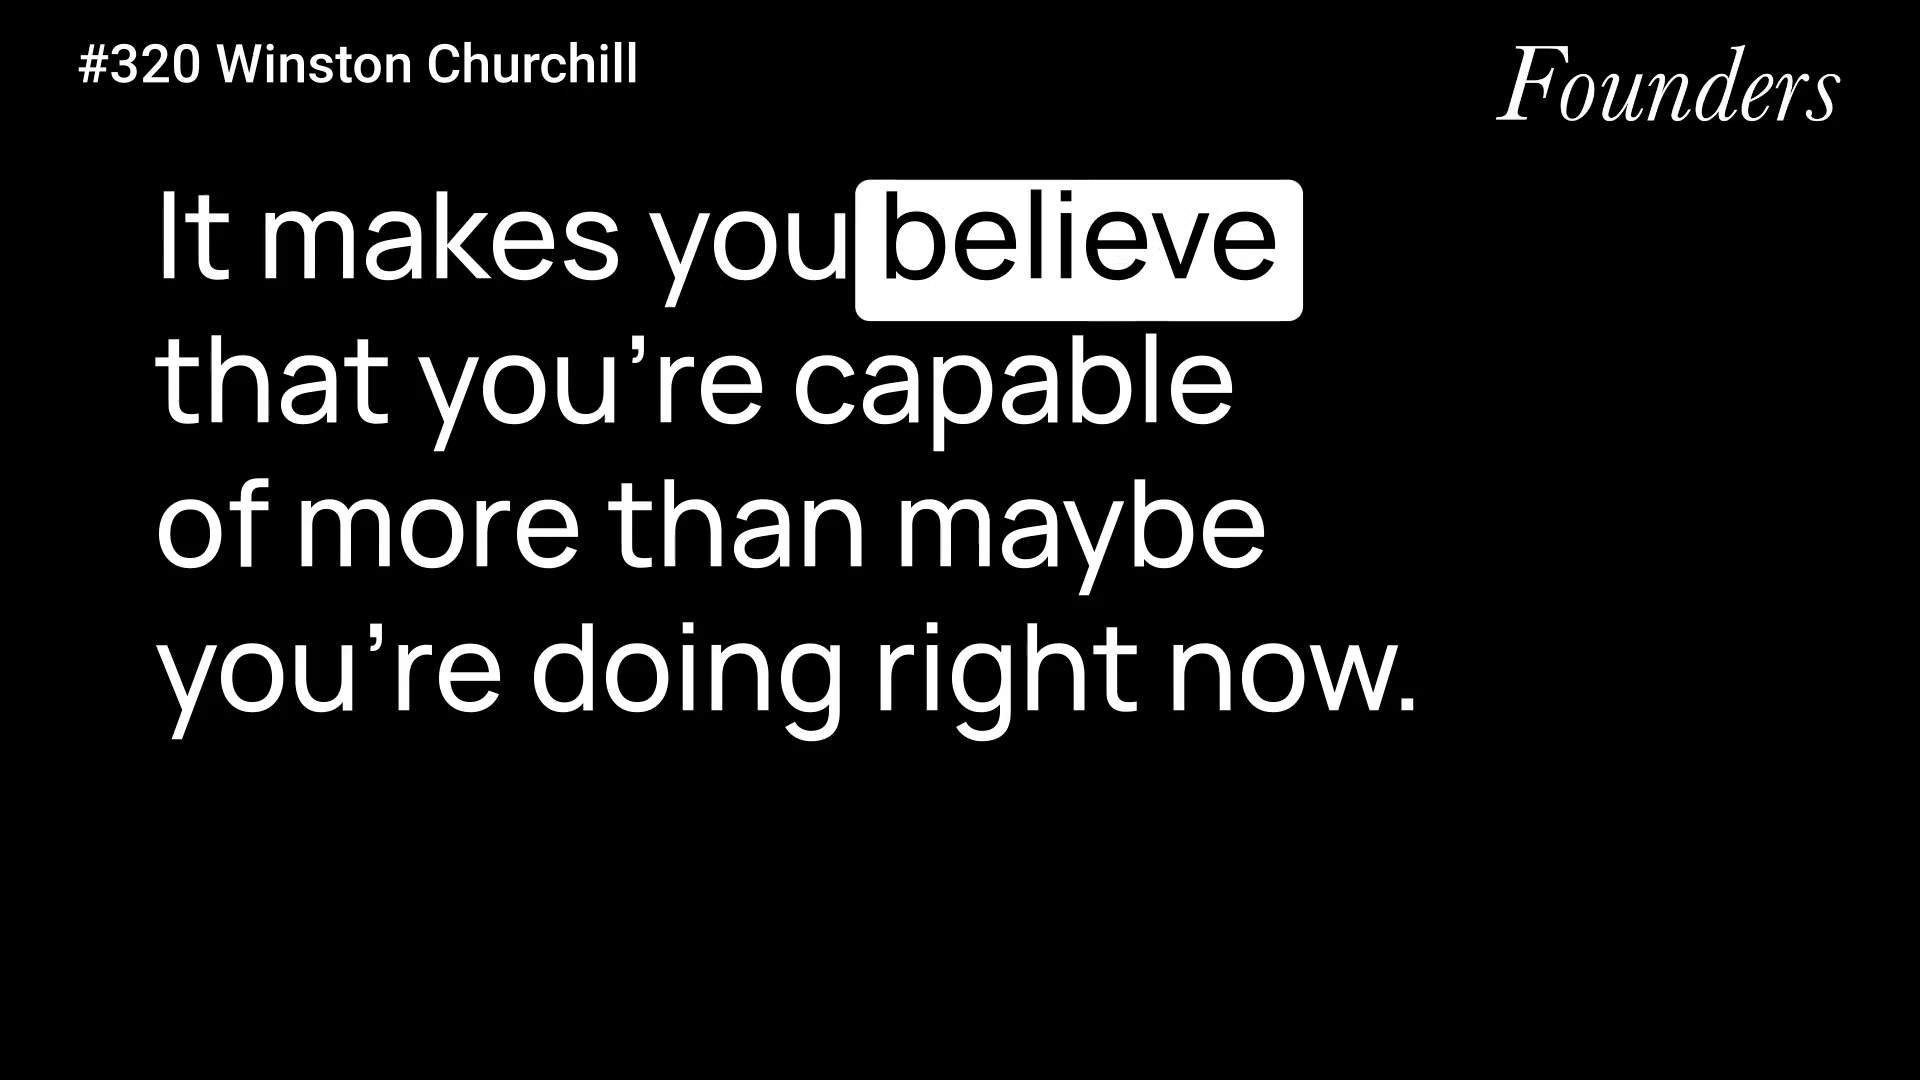 #320 Winston Churchill
Founders
It makes you believe
that you’re capable
of more than maybe
you’re doing right now.